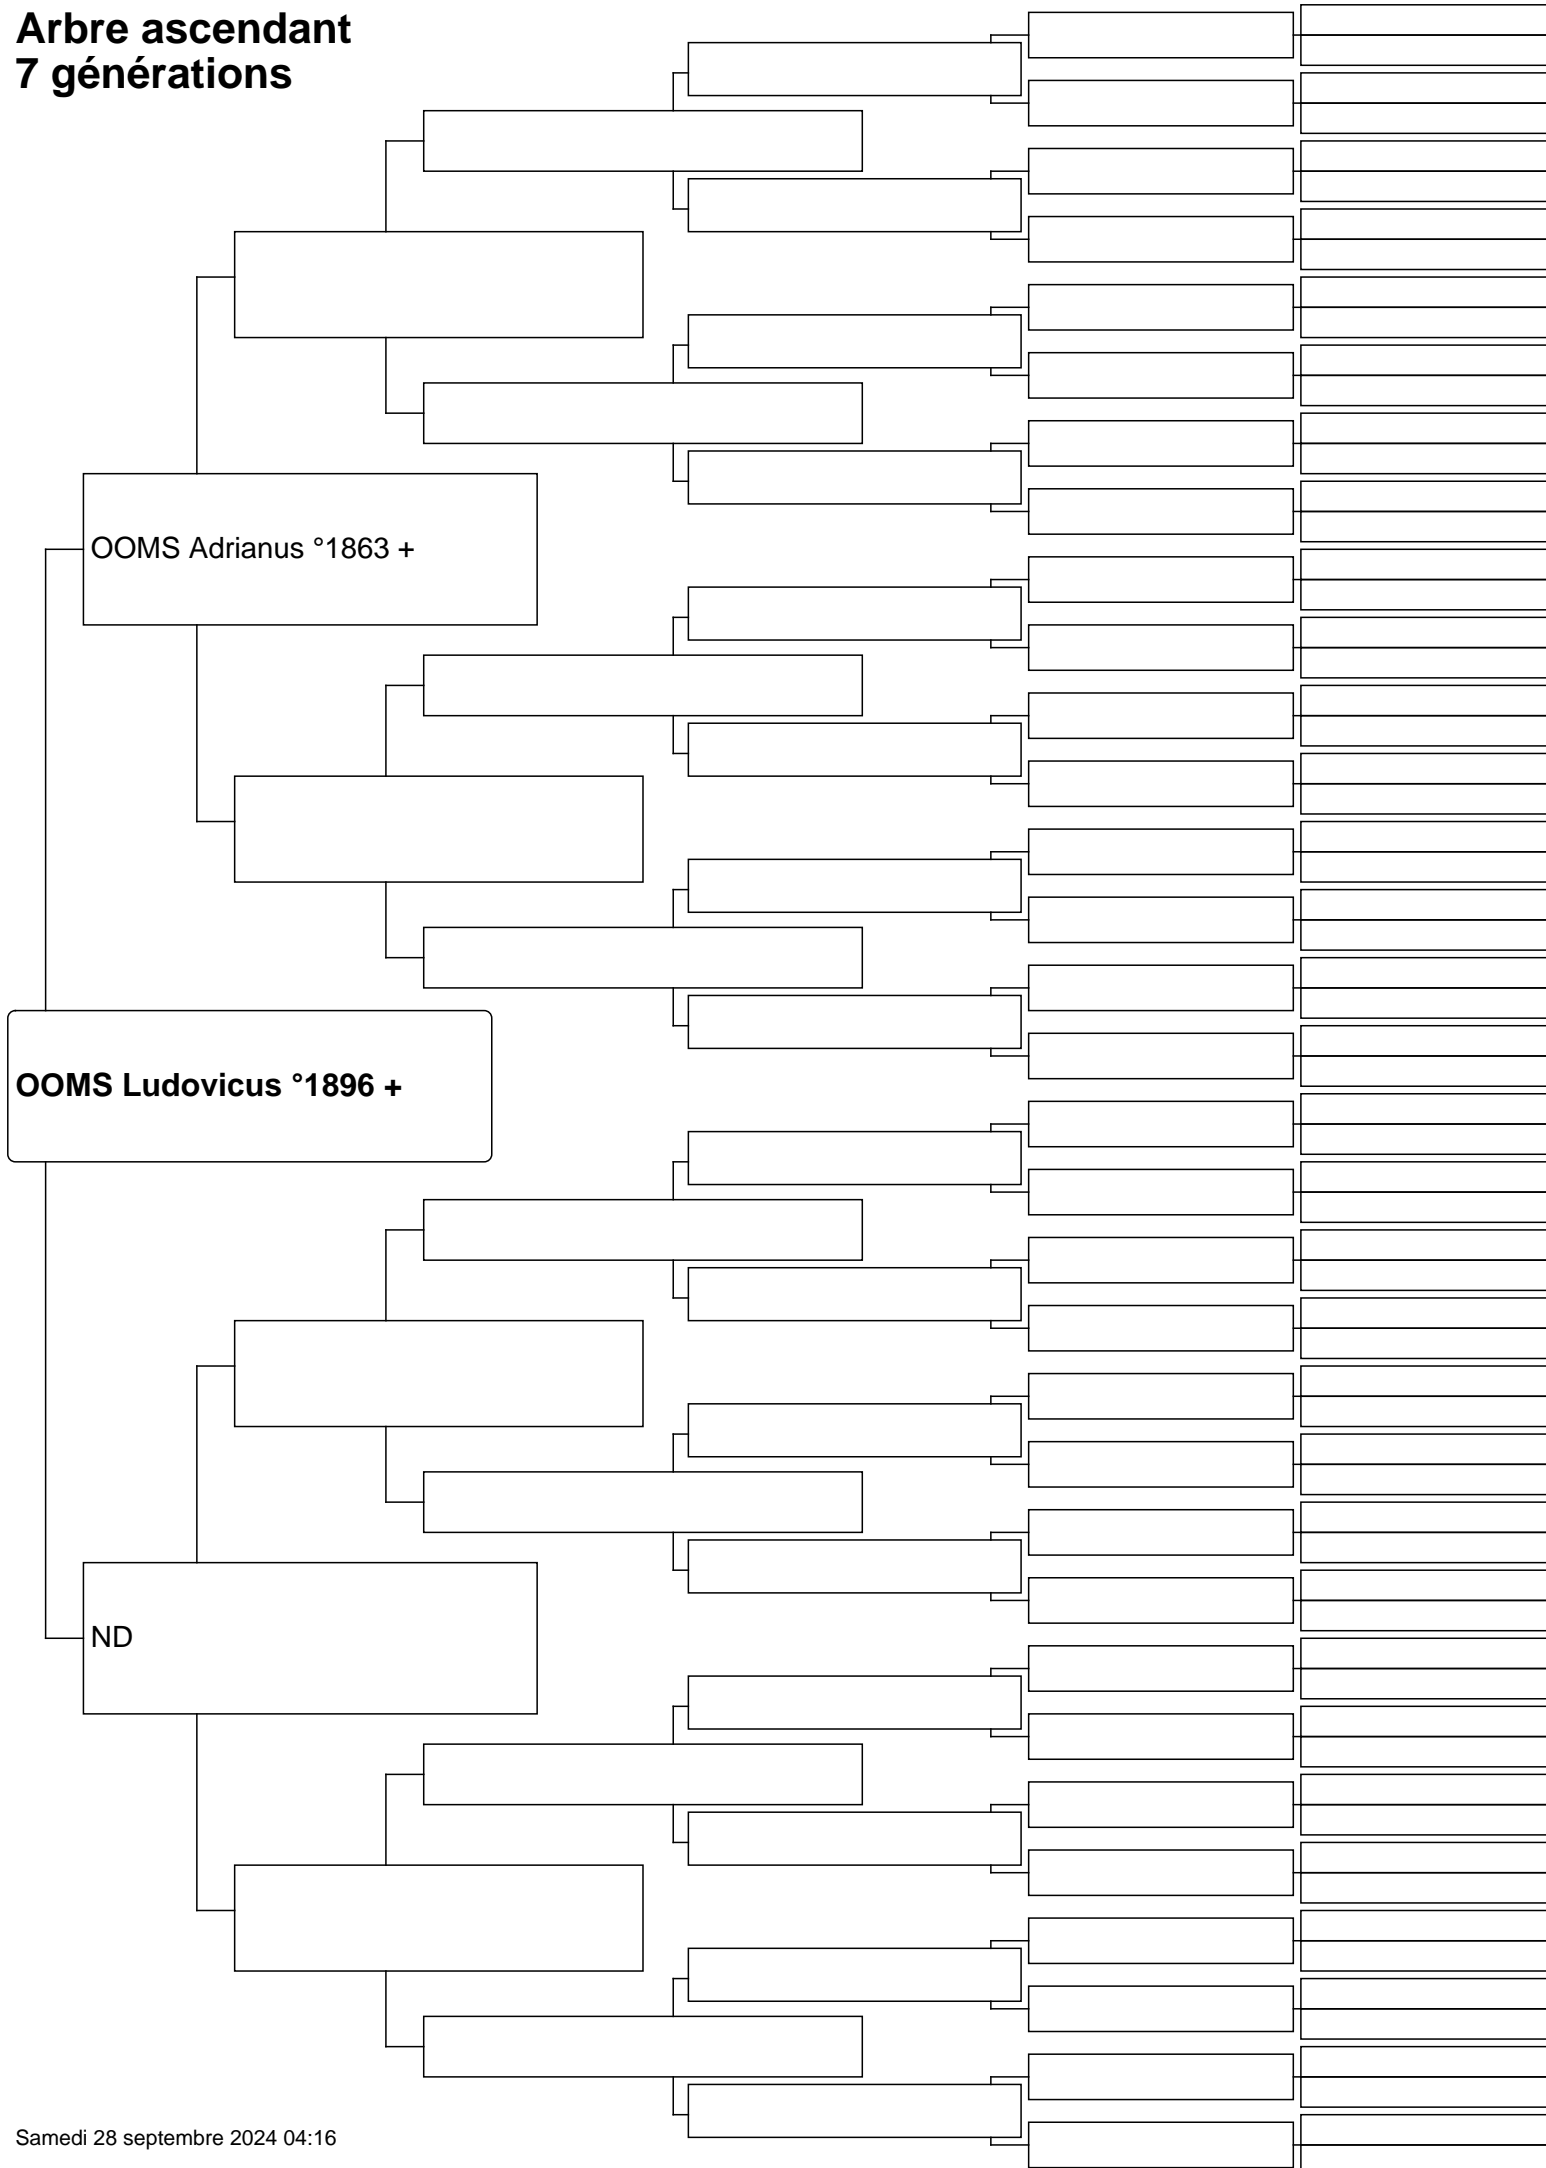 Arbre ascendant
7 générations
OOMS Adrianus °1863 +
OOMS Ludovicus °1896 +
ND
Samedi 28 septembre 2024 04:16